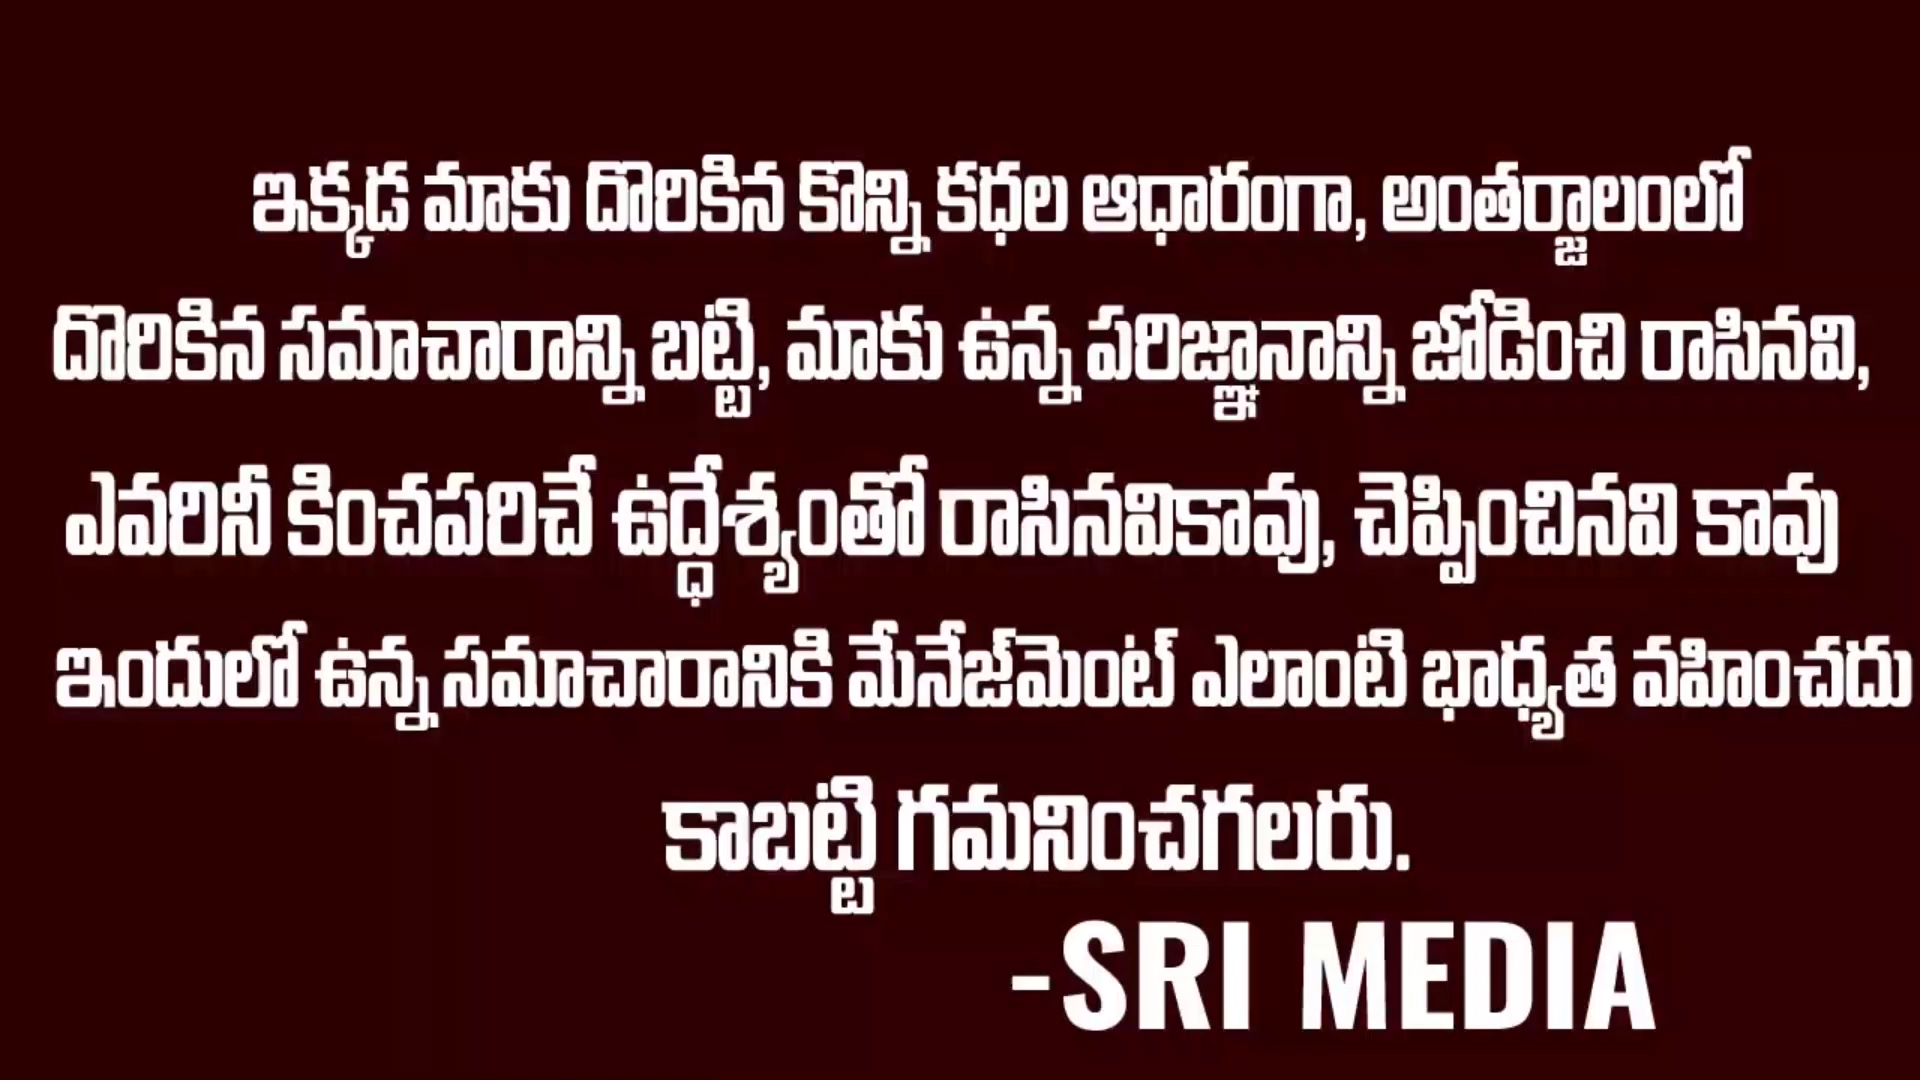 ఇక్కడ మాకు దొరికిన కొన్ని కధల ఆధారంగా, అంతర్జాలంలో
దొరికిన సమాచారాన్ని బట్టి, మాకు ఉన్న పరిజ్ఞానాన్ని జోడించి రాసినవి,
ఎవరినీ కించపరిచే ఉద్ధేశ్యంతో రాసినవికావు, చెప్పించినవి కావు
ఇందులో ఉన్న సమాచారానికి మేనేజ్‌మెంట్ ఎలాంటి భాధ్యత వహించదు
కాబట్టి గమనించగలరు.
-SRI MEDIA